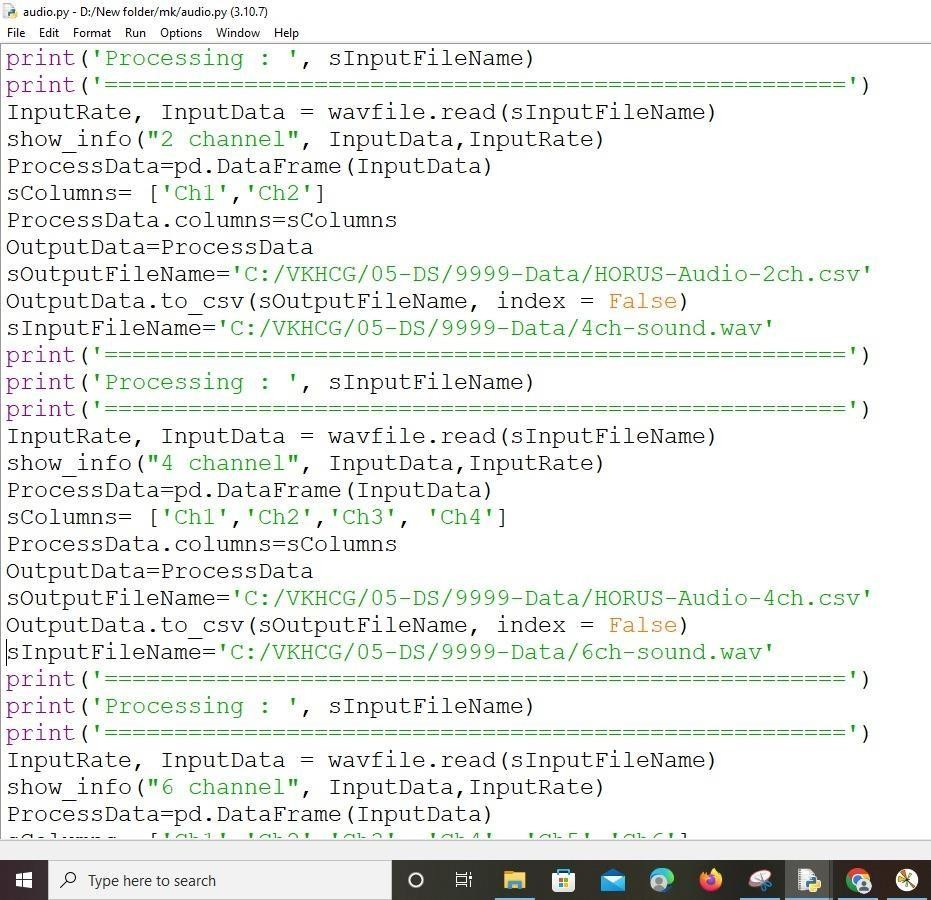 audio.py - D:/New folder/mk/audio.py (3.10.7)
File Edit Format Run Options Window Help
print('Processing : ', sInputFileName)
print('=====================================================')
InputRate, InputData = wavfile.read(sInputFileName)
show_info("2 channel", InputData,InputRate)
ProcessData=pd.DataFrame(InputData)
sColumns= ['Ch1','Ch2']
ProcessData.columns=sColumns
OutputData=ProcessData
sOutputFileName='C:/VKHCG/05-DS/9999-Data/HORUS-Audio-2ch.csv'
OutputData.to_csv(sOutputFileName, index = False)
sInputFileName='C:/VKHCG/05-DS/9999-Data/4ch-sound.wav'
print('=====================================================')
print('Processing : ', sInputFileName)
print('=====================================================')
InputRate, InputData = wavfile.read(sInputFileName)
show_info("4 channel", InputData,InputRate)
ProcessData=pd.DataFrame(InputData)
sColumns= ['Ch1','Ch2','Ch3', 'Ch4']
ProcessData.columns=sColumns
OutputData=ProcessData
sOutputFileName='C:/VKHCG/05-DS/9999-Data/HORUS-Audio-4ch.csv'
OutputData.to_csv(sOutputFileName, index = False)
sInputFileName='C:/VKHCG/05-DS/9999-Data/6ch-sound.wav'
print('=====================================================')
print('Processing : ', sInputFileName)
print('=====================================================')
InputRate, InputData = wavfile.read(sInputFileName)
show_info("6 channel", InputData,InputRate)
ProcessData=pd.DataFrame(InputData)
sColumns= ['Ch1','Ch2','Ch3', 'Ch4', 'Ch5','Ch6']
Type here to search